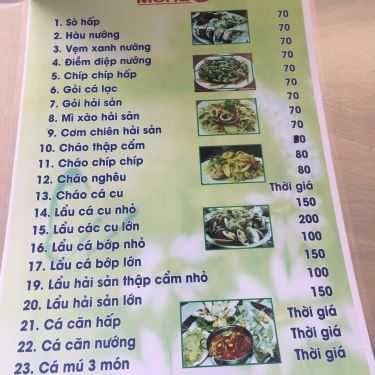 MENU
1. Sò hấp 70
2. Hàu nướng 70
3. Vẹm xanh nướng 70
4. Điềm điệp nướng 70
5. Chíp chíp hấp 70
6. Gỏi cá lạc 70
7. Gỏi hải sản 70
8. Mì xào hải sản 70
9. Cơm chiên hải sản 70
10. Cháo thập cẩm 80
11. Cháo chíp chíp 80
12. Cháo nghêu 80
13. Cháo cá cu Thời giá
14. Lẩu cá cu nhỏ 150
15. Lẩu các cu lớn 200
16. Lẩu cá bớp nhỏ 100
17. Lẩu cá bớp lớn 150
19. Lẩu hải sản thập cẩm nhỏ 100
20. Lẩu hải sản lớn 150
21. Cá căn hấp Thời giá
22. Cá căn nướng Thời giá
23. Cá mú 3 món Thời giá